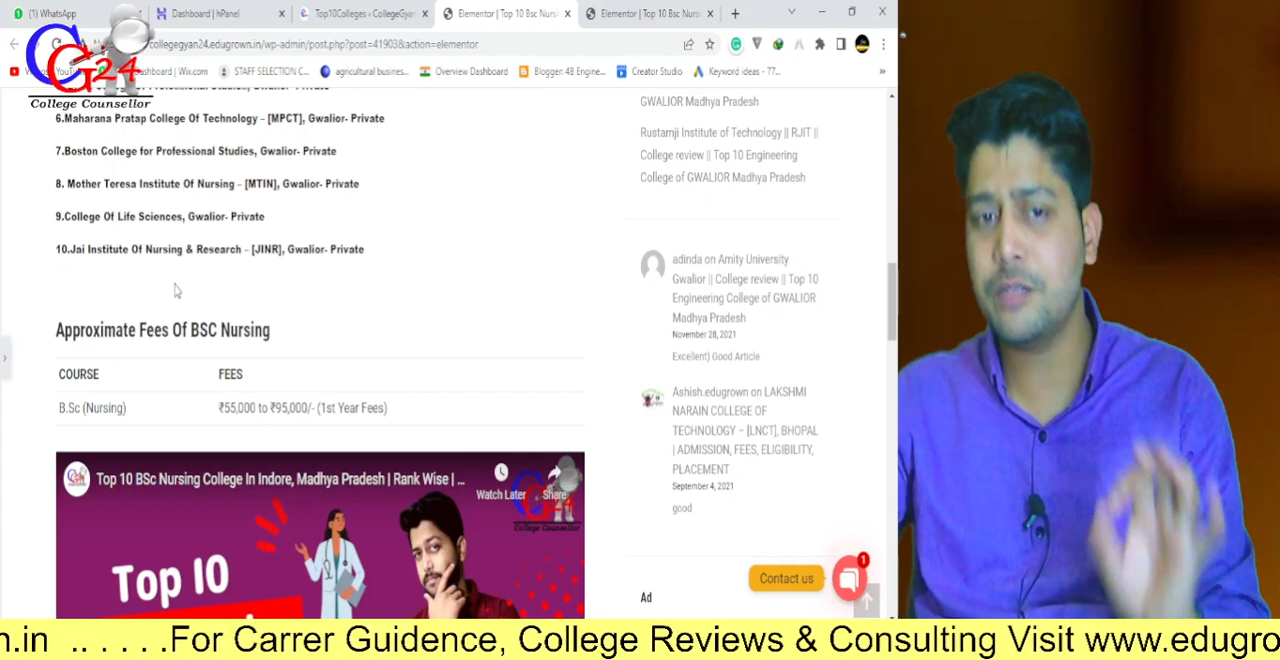 (1) WhatsApp
Dashboard | hPanel
Top10Colleges ‹ CollegeGyan
Elementor | Top 10 Bsc Nursi
Elementor | Top 10 Bsc Nursi
collegegyan24.edugrown.in/wp-admin/post.php?post=41903&action=elementor
Dashboard | Wix.com
STAFF SELECTION C...
agricultural busines...
Overview Dashboard
Blogger: 4B Engine...
Creator Studio
Keyword ideas - 77...
»
CG24
College Counsellor
6.Maharana Pratap College Of Technology – [MPCT], Gwalior- Private
7.Boston College for Professional Studies, Gwalior- Private
8. Mother Teresa Institute Of Nursing – [MTIN], Gwalior- Private
9.College Of Life Sciences, Gwalior- Private
10.Jai Institute Of Nursing & Research – [JINR], Gwalior- Private
Approximate Fees Of BSC Nursing
COURSE FEES
B.Sc (Nursing) ₹55,000 to ₹95,000/- (1st Year Fees)
Top 10 BSc Nursing College In Indore, Madhya Pradesh | Rank Wise | ...
Watch Later
Share
CG24
College Counsellor
Top 10
GWALIOR Madhya Pradesh
Rustamji Institute of Technology || RJIT ||
College review || Top 10 Engineering
College of GWALIOR Madhya Pradesh
adinda on Amity University
Gwalior || College review || Top 10
Engineering College of GWALIOR
Madhya Pradesh
November 28, 2021
Excellent) Good Article
Ashish.edugrown on LAKSHMI
NARAIN COLLEGE OF
TECHNOLOGY – [LNCT], BHOPAL
| ADMISSION, FEES, ELIGIBILITY,
PLACEMENT
September 4, 2021
good
Contact us
1
Ad
n.in .. . . . .For Carrer Guidence, College Reviews & Consulting Visit www.edugro